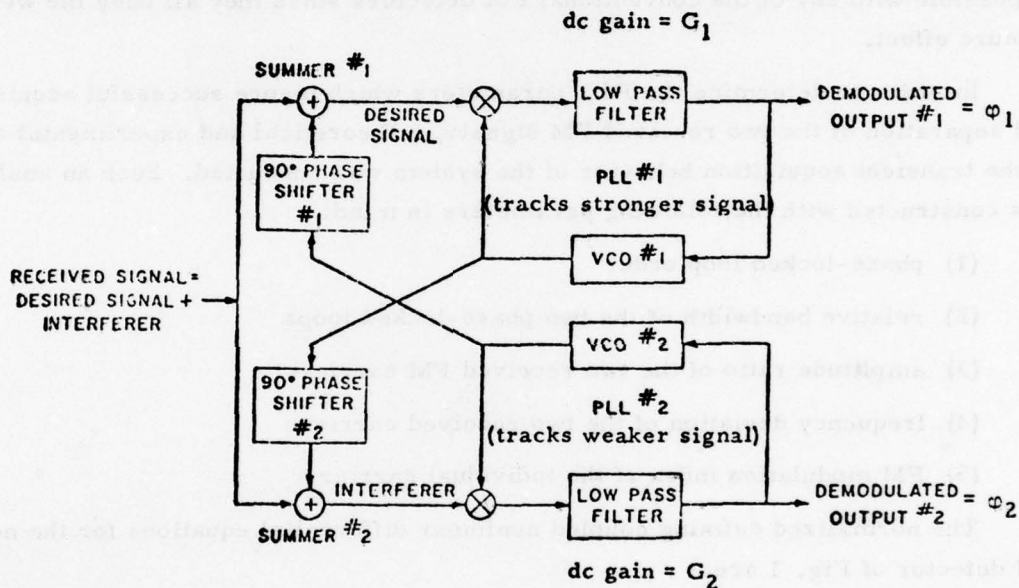 dc gain = G₁
SUMMER #1
DESIRED
SIGNAL
LOW PASS
FILTER
DEMODULATED
OUTPUT #1 = φ₁
90° PHASE
SHIFTER
#1
PLL #1
(tracks stronger signal)
VCO #1
RECEIVED SIGNAL =
DESIRED SIGNAL +
INTERFERER
VCO #2
90° PHASE
SHIFTER
#2
PLL #2
(tracks weaker signal)
INTERFERER
SUMMER #2
LOW PASS
FILTER
DEMODULATED
OUTPUT #2 = φ₂
dc gain = G₂